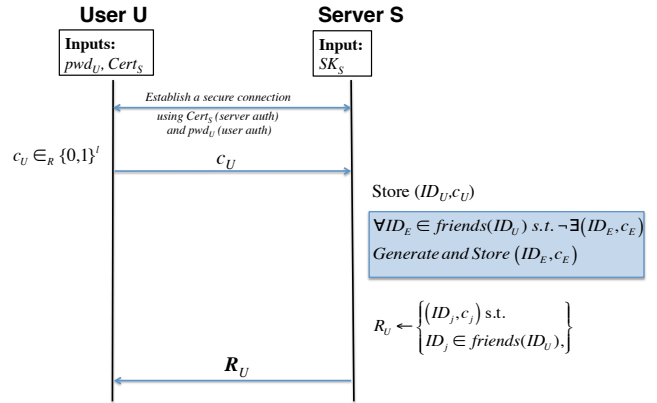 User U
Server S
Inputs:
pwd_U, Cert_S
Input:
SK_S
Establish a secure connection
using Cert_S (server auth)
and pwd_U (user auth)
c_U ∈_R {0,1}^l
c_U
Store (ID_U,c_U)
∀ID_E ∈ friends(ID_U) s.t. ¬∃(ID_E,c_E)
Generate and Store (ID_E,c_E)
R_U ← {(ID_j,c_j) s.t.
ID_j ∈ friends(ID_U),}
R_U